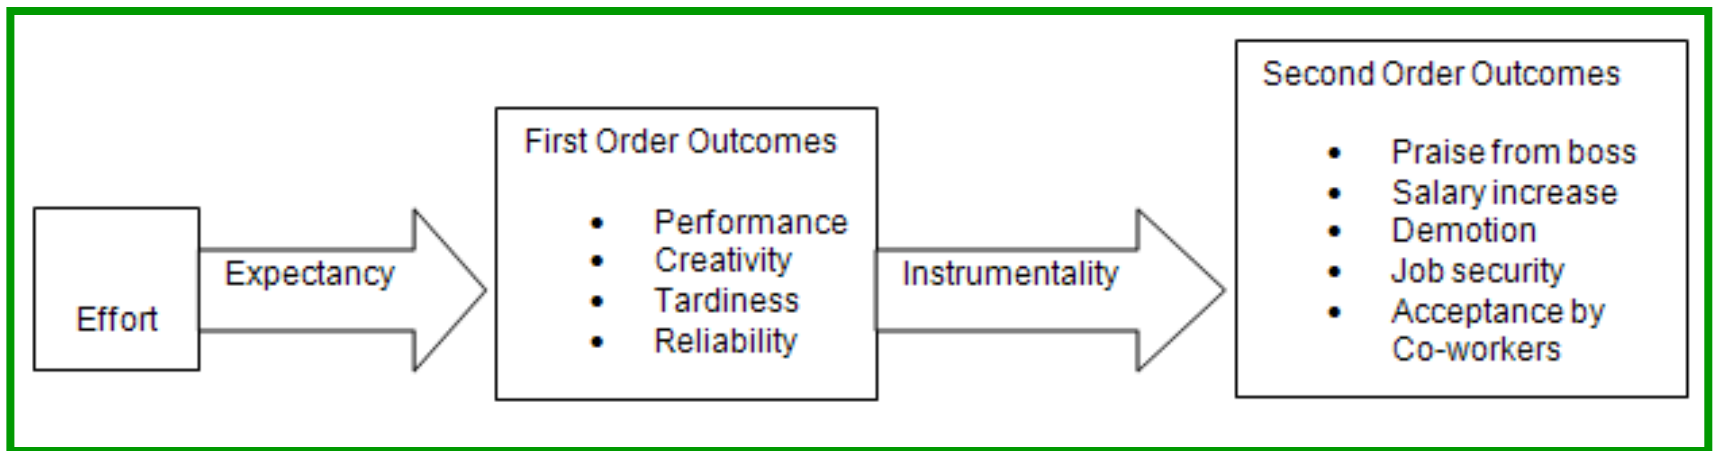 Effort
Expectancy
First Order Outcomes
• Performance
• Creativity
• Tardiness
• Reliability
Instrumentality
Second Order Outcomes
• Praise from boss
• Salary increase
• Demotion
• Job security
• Acceptance by
Co-workers